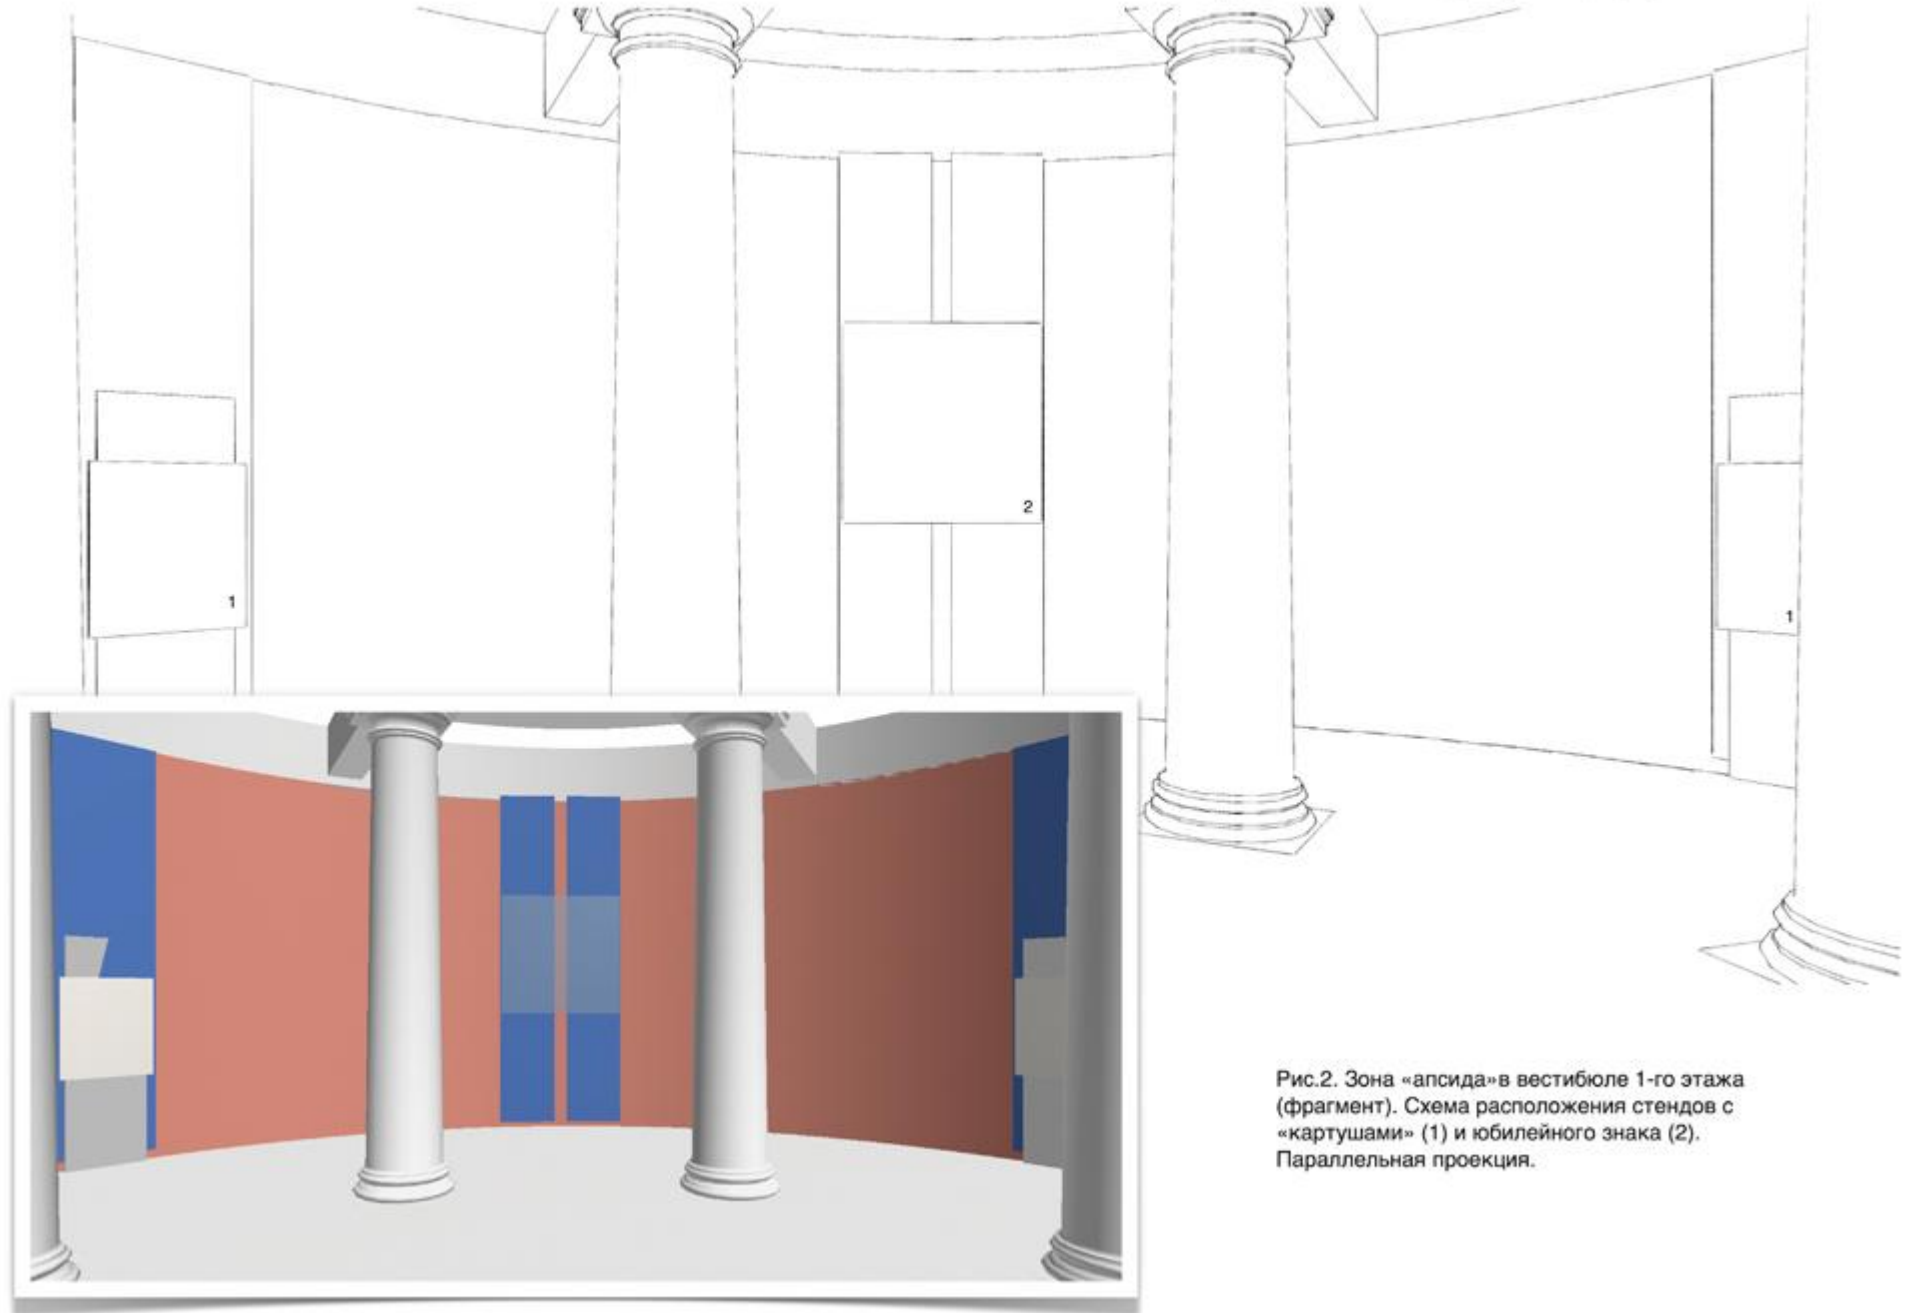 2
1
1
Рис.2. Зона «апсида»в вестибюле 1-го этажа
(фрагмент). Схема расположения стендов с
«картушами» (1) и юбилейного знака (2).
Параллельная проекция.